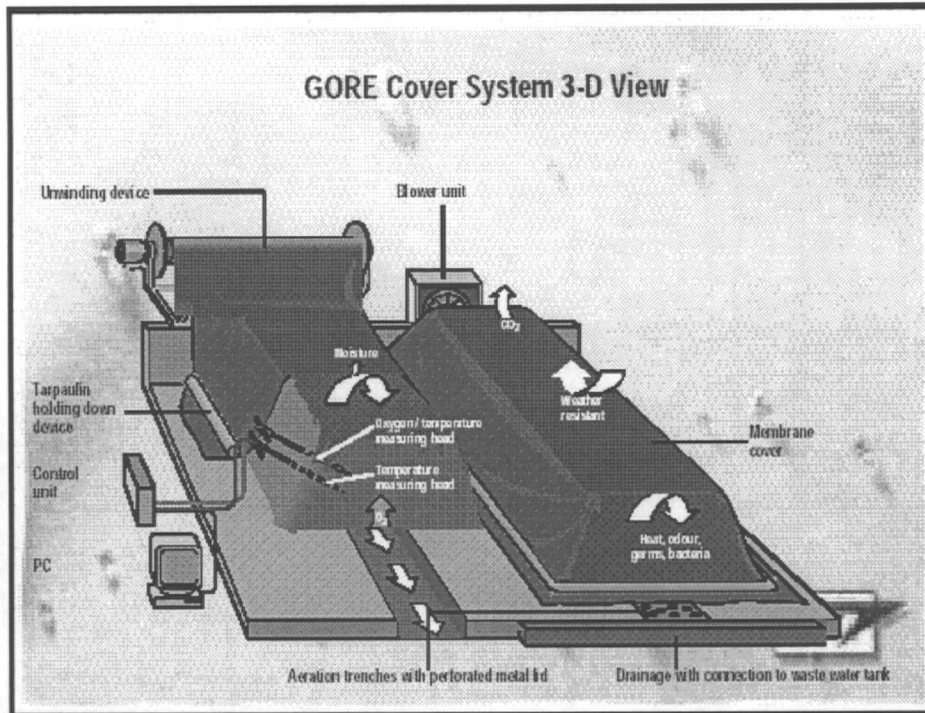 GORE Cover System 3-D View
Unwinding device
Blower unit
CO₂
Moisture
Weather
resistant
Tarpaulin
holding down
device
Oxygen/temperature
measuring head
Membrane
cover
Temperature
measuring head
Control
unit
O₂
Heat, odour,
germs, bacteria
PC
Aeration trenches with perforated metal lid
Drainage with connection to waste water tank